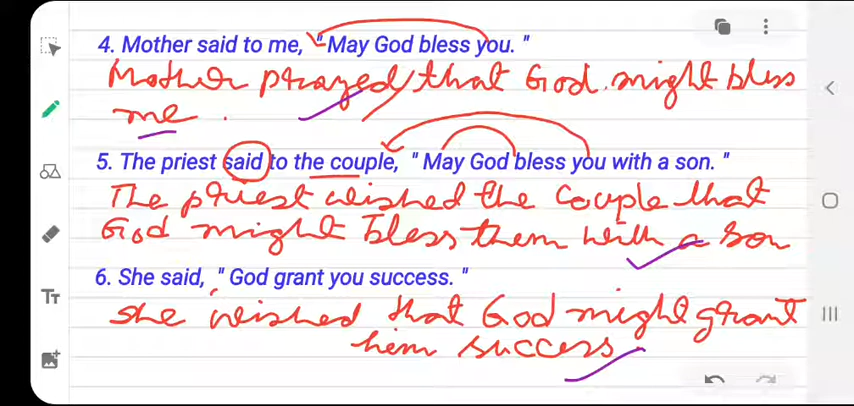 4. Mother said to me, "May God bless you. "
Mother prayed that God might bless
me.
5. The priest said to the couple, " May God bless you with a son. "
The priest wished the couple that
God might bless them with a son
6. She said, " God grant you success. "
She wished that God might grant
him success
Tт